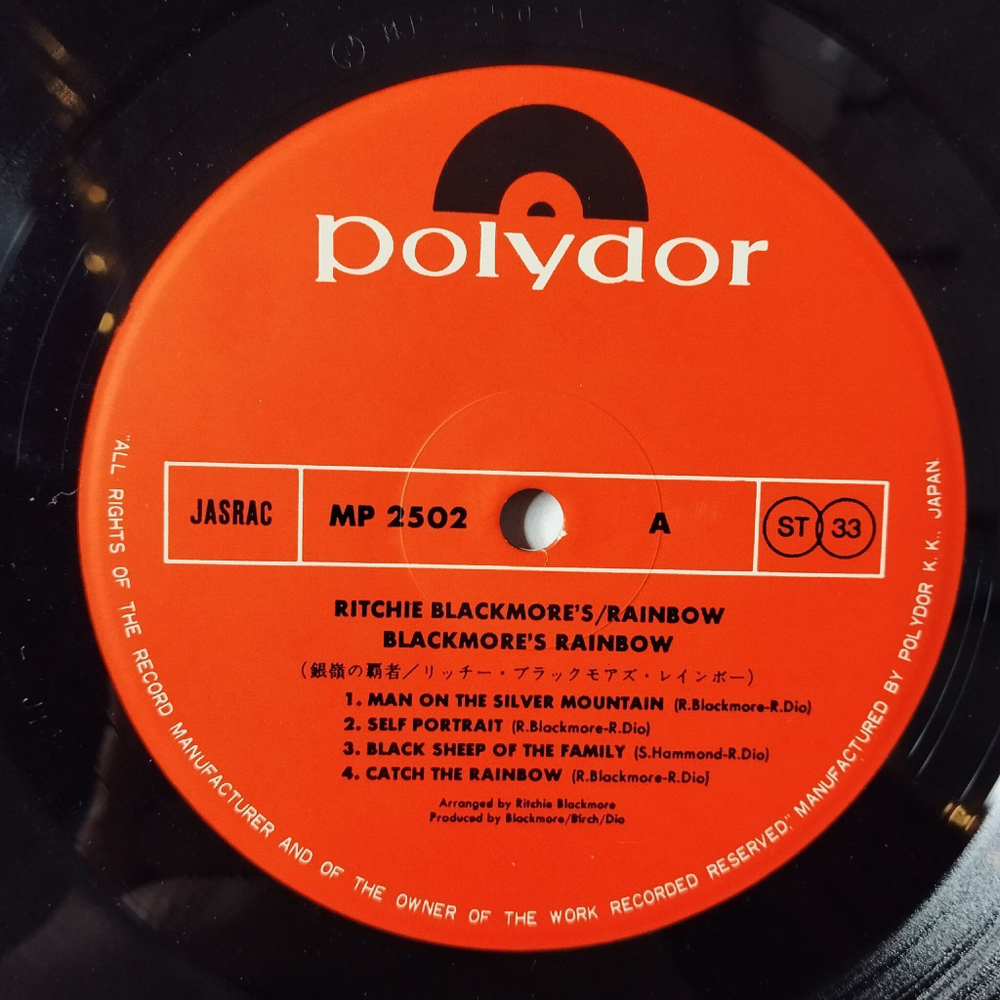 polydor
JASRAC
MP 2502
A
ST 33
RITCHIE BLACKMORE'S/RAINBOW
BLACKMORE'S RAINBOW
(銀嶺の覇者/リッチー・ブラックモアズ・レインボー)
1. MAN ON THE SILVER MOUNTAIN (R.Blackmore-R.Dio)
2. SELF PORTRAIT (R.Blackmore-R.Dio)
3. BLACK SHEEP OF THE FAMILY (S.Hammond-R.Dio)
4. CATCH THE RAINBOW (R.Blackmore-R.Dio)
Arranged by Ritchie Blackmore
Produced by Blackmore/Birch/Dio
"ALL RIGHTS OF THE RECORD MANUFACTURER AND OF THE OWNER OF THE WORK RECORDED RESERVED." MANUFACTURED BY POLYDOR K.K., JAPAN.